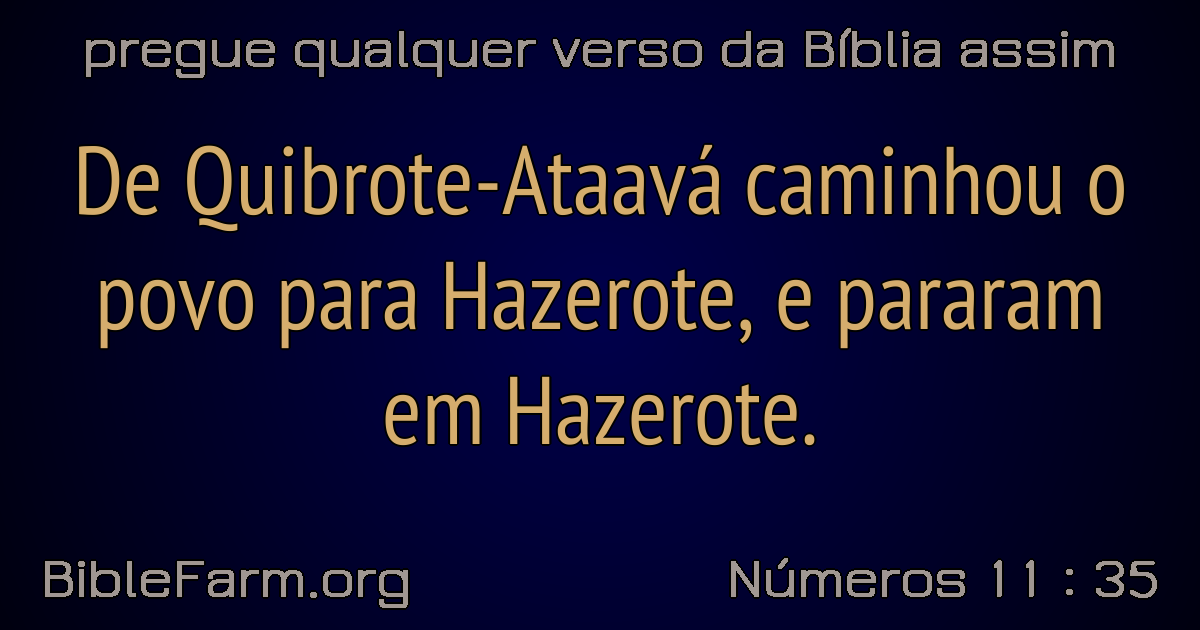 pregue qualquer verso da Bíblia assim
De Quibrote-Ataavá caminhou o
povo para Hazerote, e pararam
em Hazerote.
BibleFarm.org
Números 11 : 35